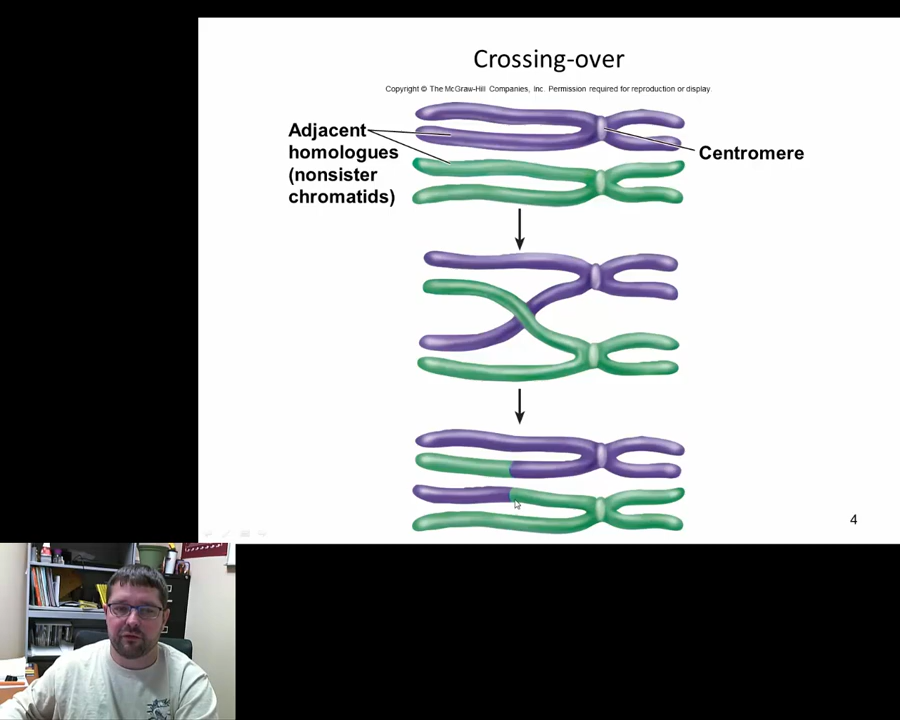 Crossing-over
Copyright © The McGraw-Hill Companies, Inc. Permission required for reproduction or display.
Adjacent
homologues
(nonsister
chromatids)
Centromere
4